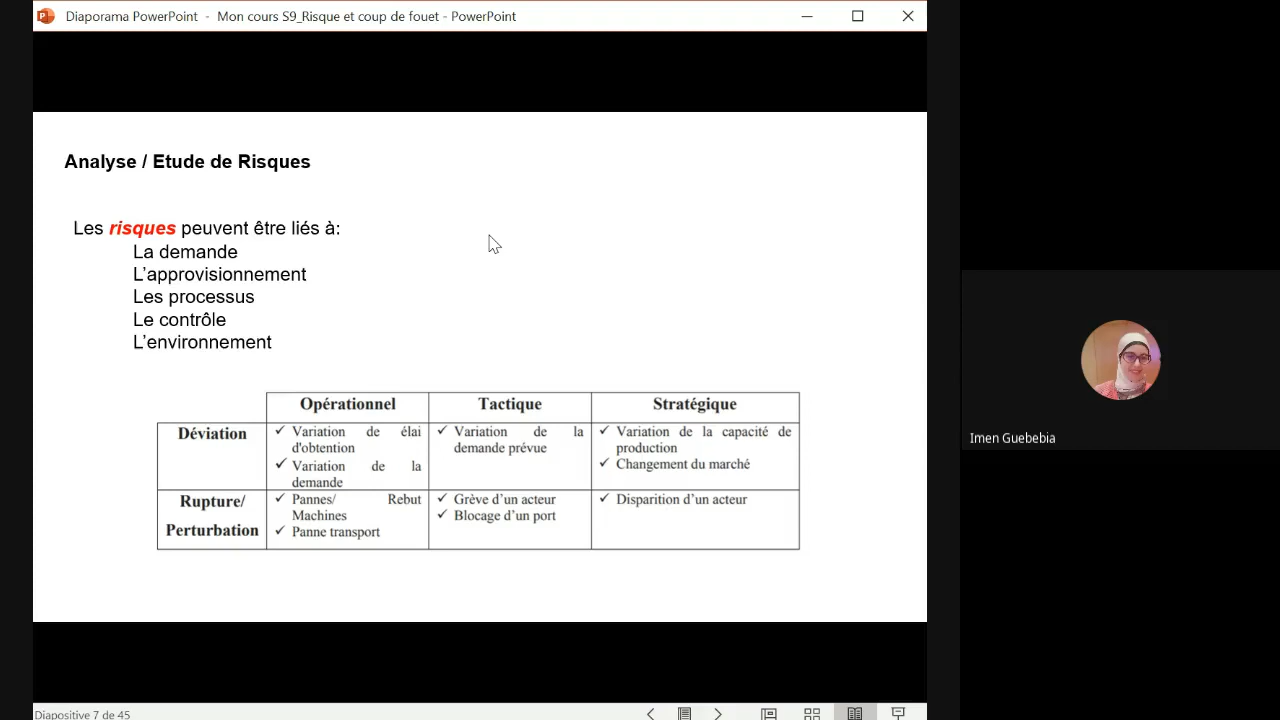 Diaporama PowerPoint - Mon cours S9_Risque et coup de fouet - PowerPoint
Analyse / Etude de Risques
Les risques peuvent être liés à:
La demande
L'approvisionnement
Les processus
Le contrôle
L'environnement
Opérationnel Tactique Stratégique
Déviation
✓ Variation de élai
d'obtention
✓ Variation de la
demande
✓ Variation de la
demande prévue
✓ Variation de la capacité de
production
✓ Changement du marché
Rupture/
Perturbation
✓ Pannes/ Rebut
Machines
✓ Panne transport
✓ Grève d'un acteur
✓ Blocage d'un port
✓ Disparition d'un acteur
Imen Guebebia
Diapositive 7 de 45